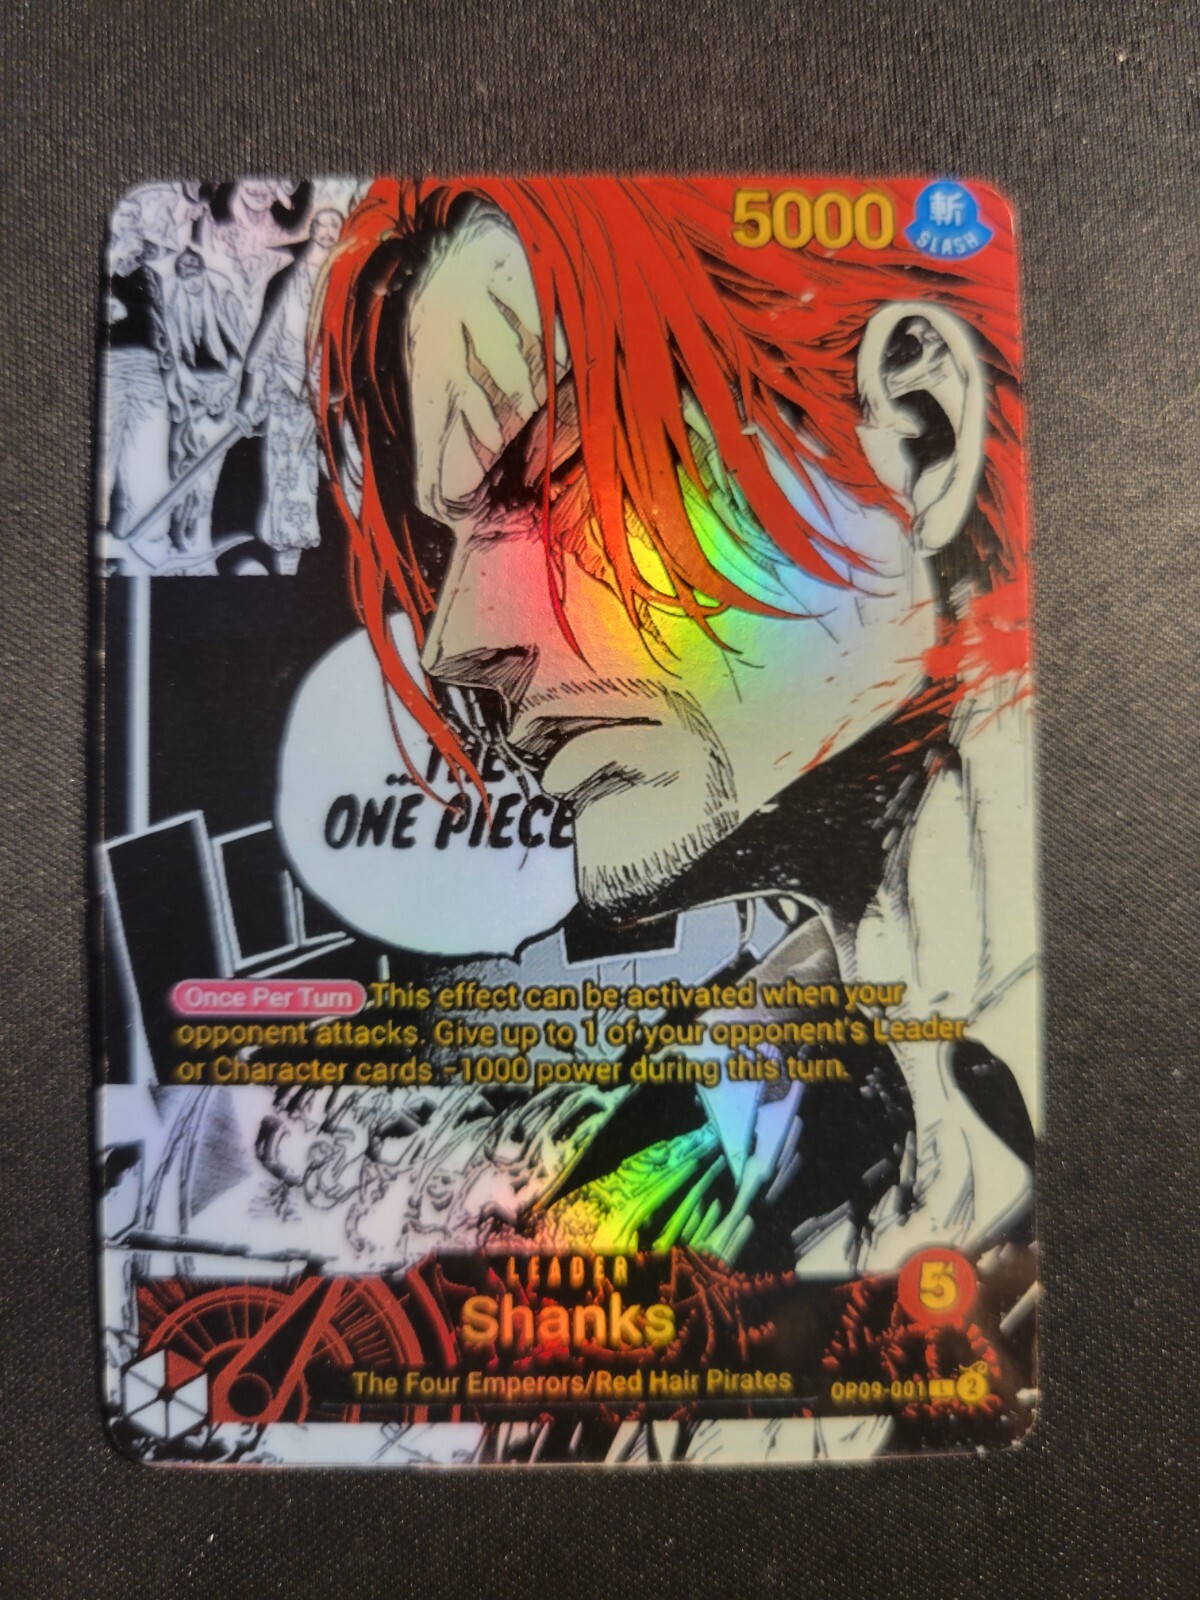 5000
斬
SLASH
...THE
ONE PIECE
Once Per Turn This effect can be activated when your
opponent attacks. Give up to 1 of your opponent's Leader
or Character cards -1000 power during this turn.
LEADER
Shanks
5
The Four Emperors/Red Hair Pirates
OP09-001 L 2